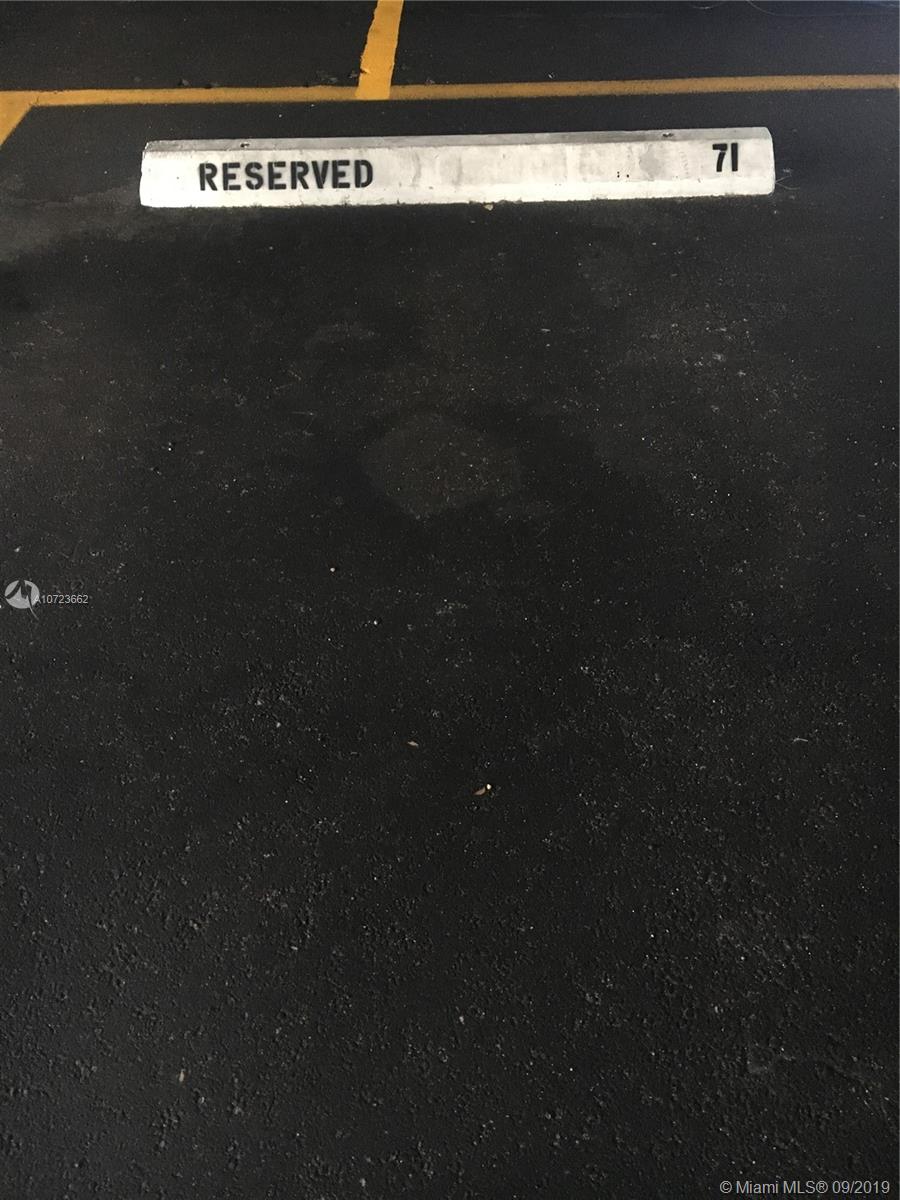 RESERVED 71
A10723662
© Miami MLS® 09/2019